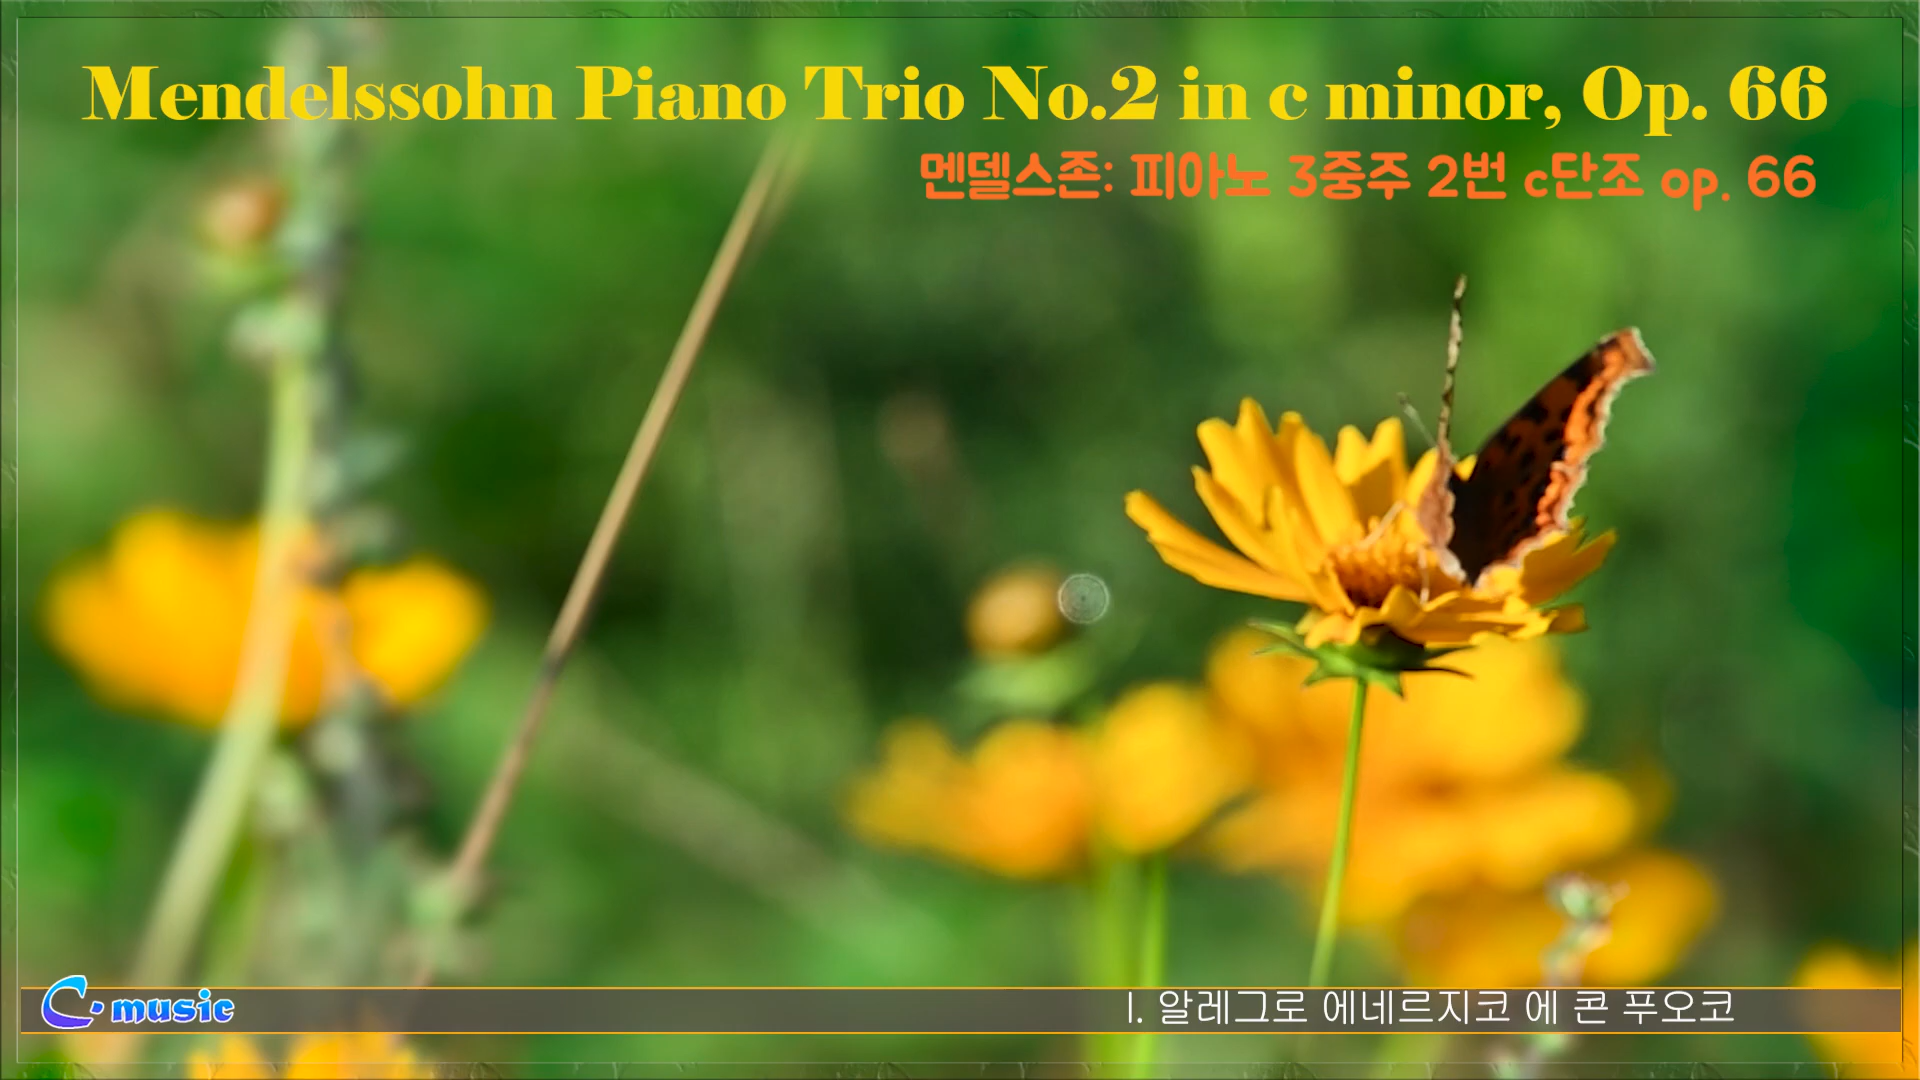 Mendelssohn Piano Trio No.2 in c minor, Op. 66
멘델스존: 피아노 3중주 2번 c단조 op. 66
C. music
I. 알레그로 에네르지코 에 콘 푸오코